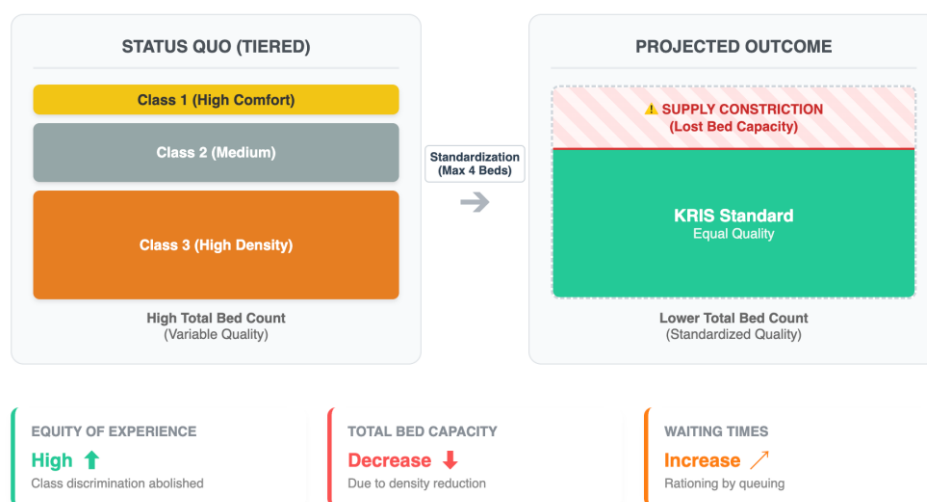 STATUS QUO (TIERED)
Class 1 (High Comfort)
Class 2 (Medium)
Class 3 (High Density)
High Total Bed Count
(Variable Quality)
Standardization
(Max 4 Beds)
PROJECTED OUTCOME
SUPPLY CONSTRICTION
(Lost Bed Capacity)
KRIS Standard
Equal Quality
Lower Total Bed Count
(Standardized Quality)
EQUITY OF EXPERIENCE
High
Class discrimination abolished
TOTAL BED CAPACITY
Decrease
Due to density reduction
WAITING TIMES
Increase
Rationing by queuing